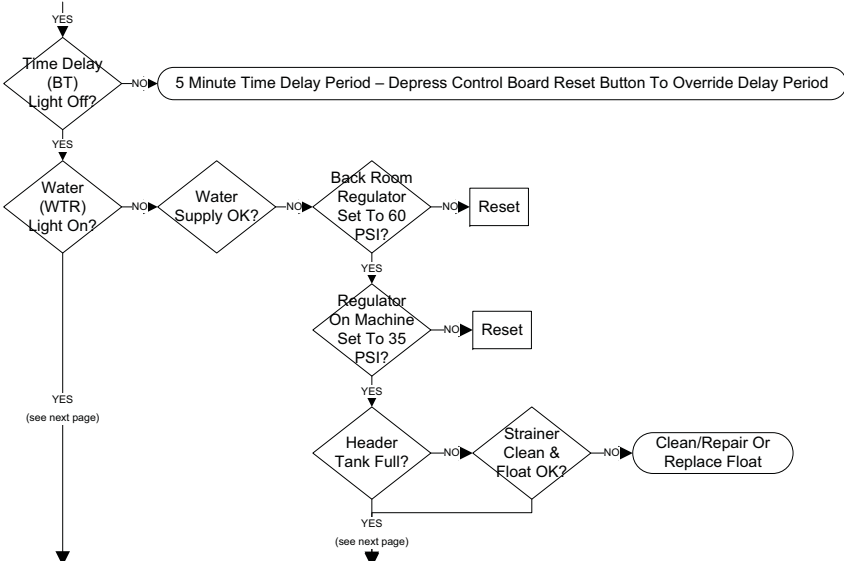 YES
Time Delay
(BT)
Light Off?
NO
5 Minute Time Delay Period – Depress Control Board Reset Button To Override Delay Period
YES
Water
(WTR)
Light On?
NO
Water
Supply OK?
NO
Back Room
Regulator
Set To 60
PSI?
NO
Reset
YES
Regulator
On Machine
Set To 35
PSI?
NO
Reset
YES
YES
(see next page)
Header
Tank Full?
NO
Strainer
Clean &
Float OK?
NO
Clean/Repair Or
Replace Float
YES
(see next page)